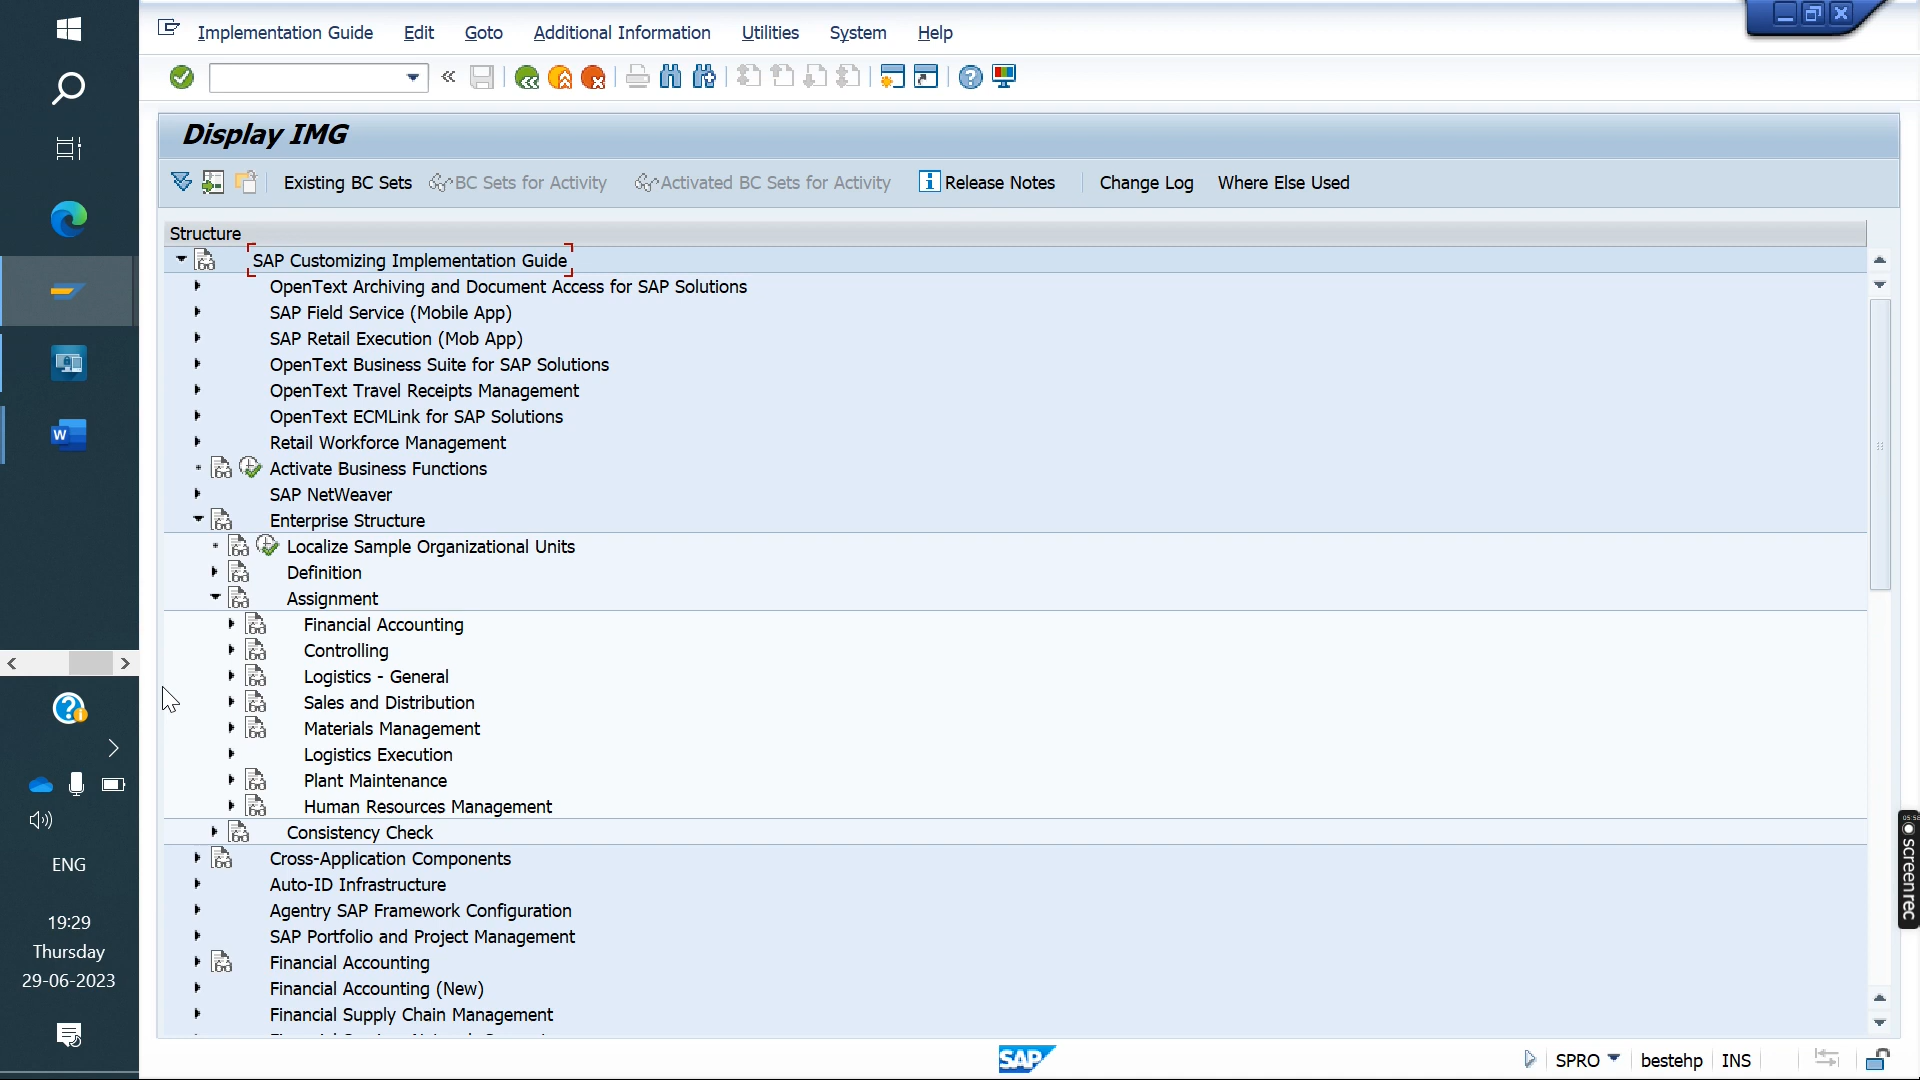 Implementation Guide Edit Goto Additional Information Utilities System Help
Display IMG
Existing BC Sets BC Sets for Activity Activated BC Sets for Activity Release Notes Change Log Where Else Used
Structure
SAP Customizing Implementation Guide
OpenText Archiving and Document Access for SAP Solutions
SAP Field Service (Mobile App)
SAP Retail Execution (Mob App)
OpenText Business Suite for SAP Solutions
OpenText Travel Receipts Management
OpenText ECMLink for SAP Solutions
Retail Workforce Management
Activate Business Functions
SAP NetWeaver
Enterprise Structure
Localize Sample Organizational Units
Definition
Assignment
Financial Accounting
Controlling
Logistics - General
Sales and Distribution
Materials Management
Logistics Execution
Plant Maintenance
Human Resources Management
Consistency Check
Cross-Application Components
Auto-ID Infrastructure
Agentry SAP Framework Configuration
SAP Portfolio and Project Management
Financial Accounting
Financial Accounting (New)
Financial Supply Chain Management
SAP
SPRO bestehp INS
W
ENG
19:29
Thursday
29-06-2023
05:56
screenrec